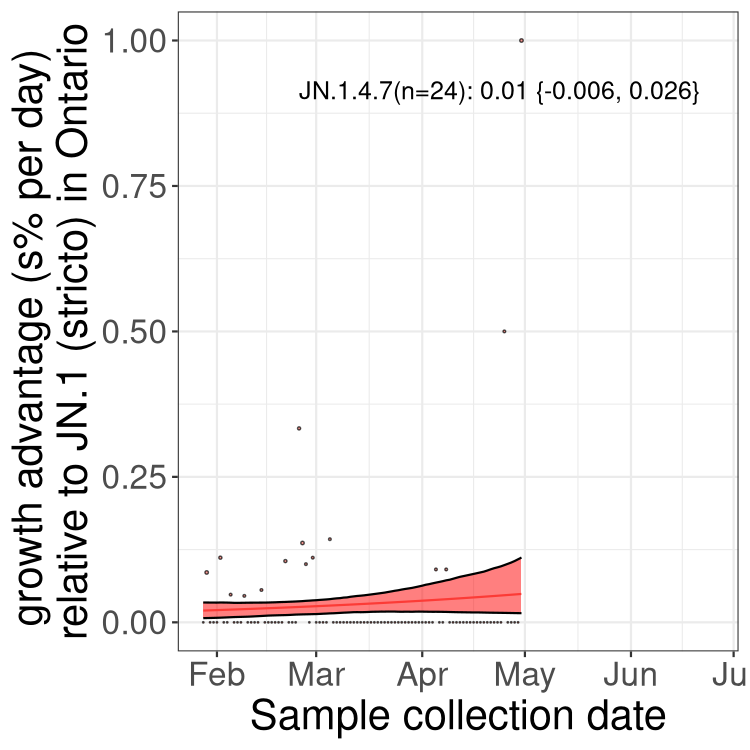 growth advantage (s% per day)
relative to JN.1 (stricto) in Ontario
1.00
0.75
0.50
0.25
0.00
JN.1.4.7(n=24): 0.01 {-0.006, 0.026}
Feb Mar Apr May Jun Ju
Sample collection date